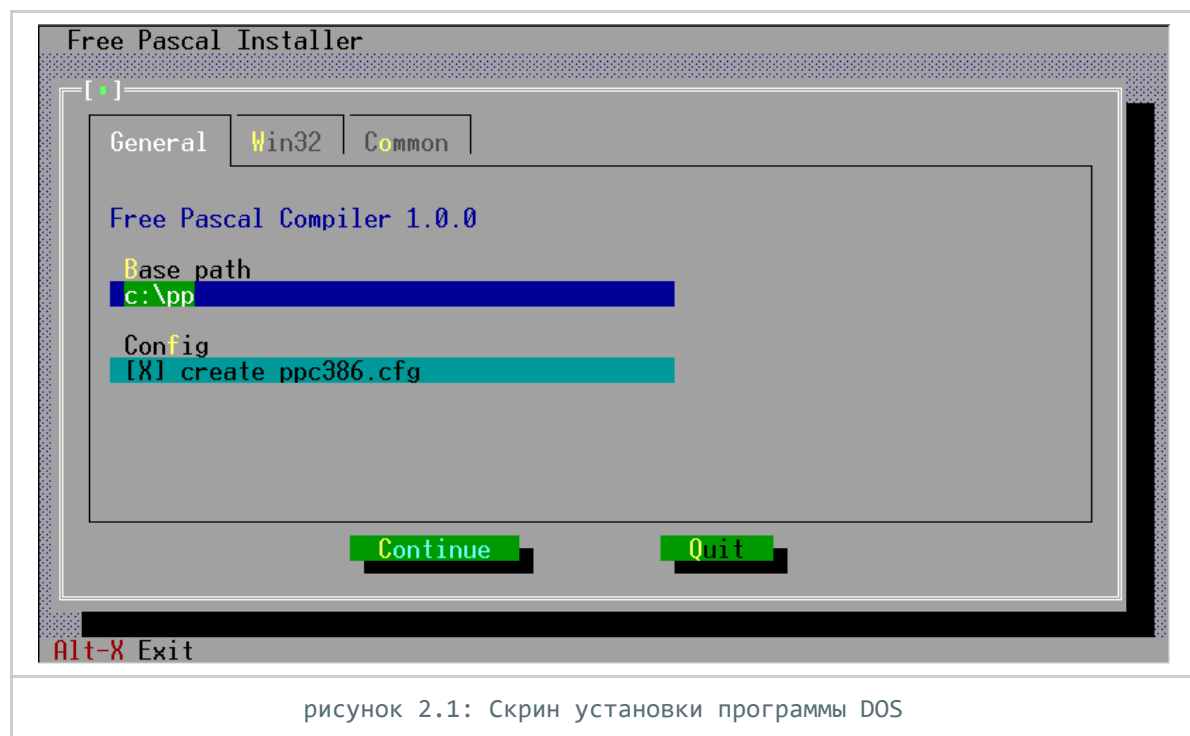 Free Pascal Installer
[▪]
General Win32 Common
Free Pascal Compiler 1.0.0
Base path
c:\pp
Config
[X] create ppc386.cfg
Continue Quit
Alt-X Exit
рисунок 2.1: Скрин установки программы DOS